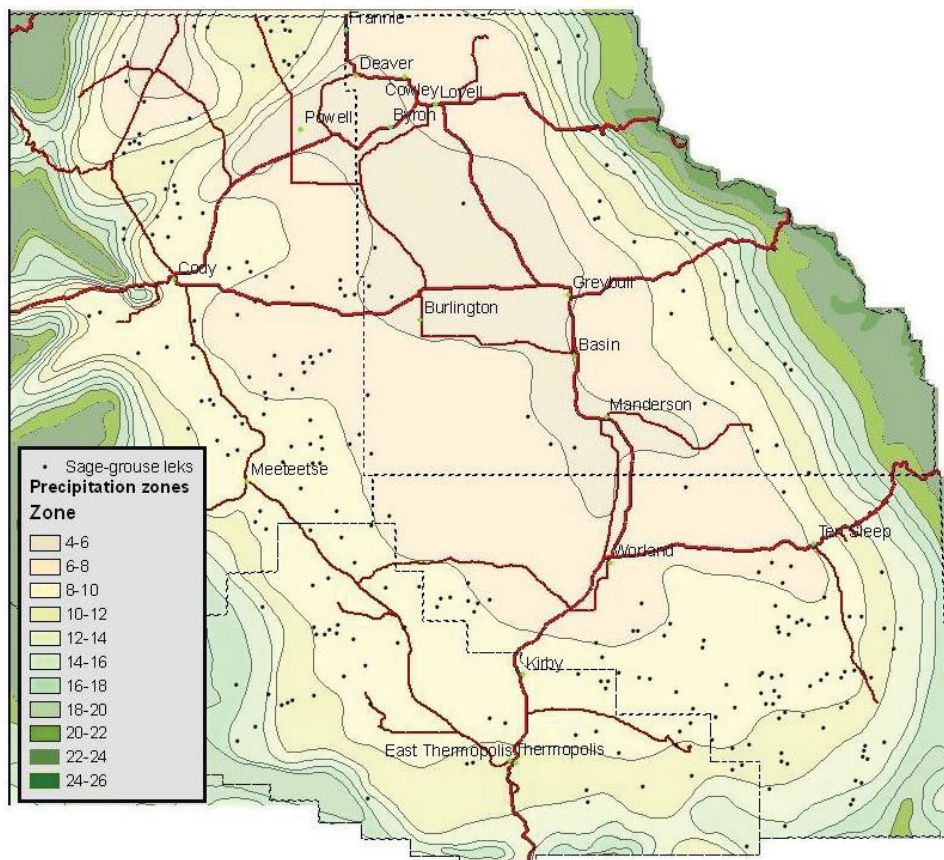 Frannie
Deaver
Cowley
Lovell
Powell
Byron
Cody
Greybull
Burlington
Basin
Manderson
Meeteetse
Ten Sleep
Worland
Kirby
East Thermopolis
Thermopolis
Sage-grouse leks
Precipitation zones
Zone
4-6
6-8
8-10
10-12
12-14
14-16
16-18
18-20
20-22
22-24
24-26